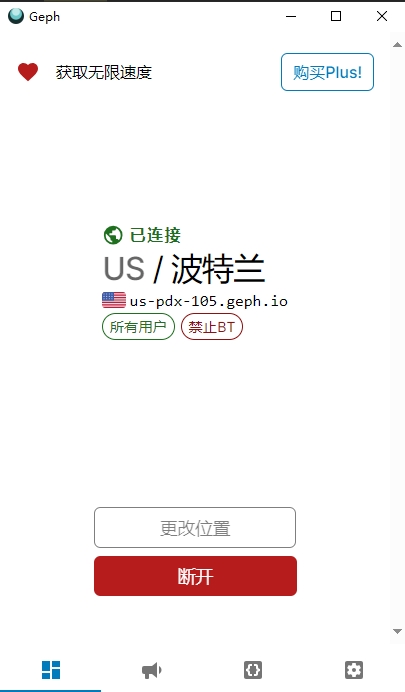 Geph
获取无限速度
购买Plus!
已连接
US / 波特兰
us-pdx-105.geph.io
所有用户 禁止BT
更改位置
断开